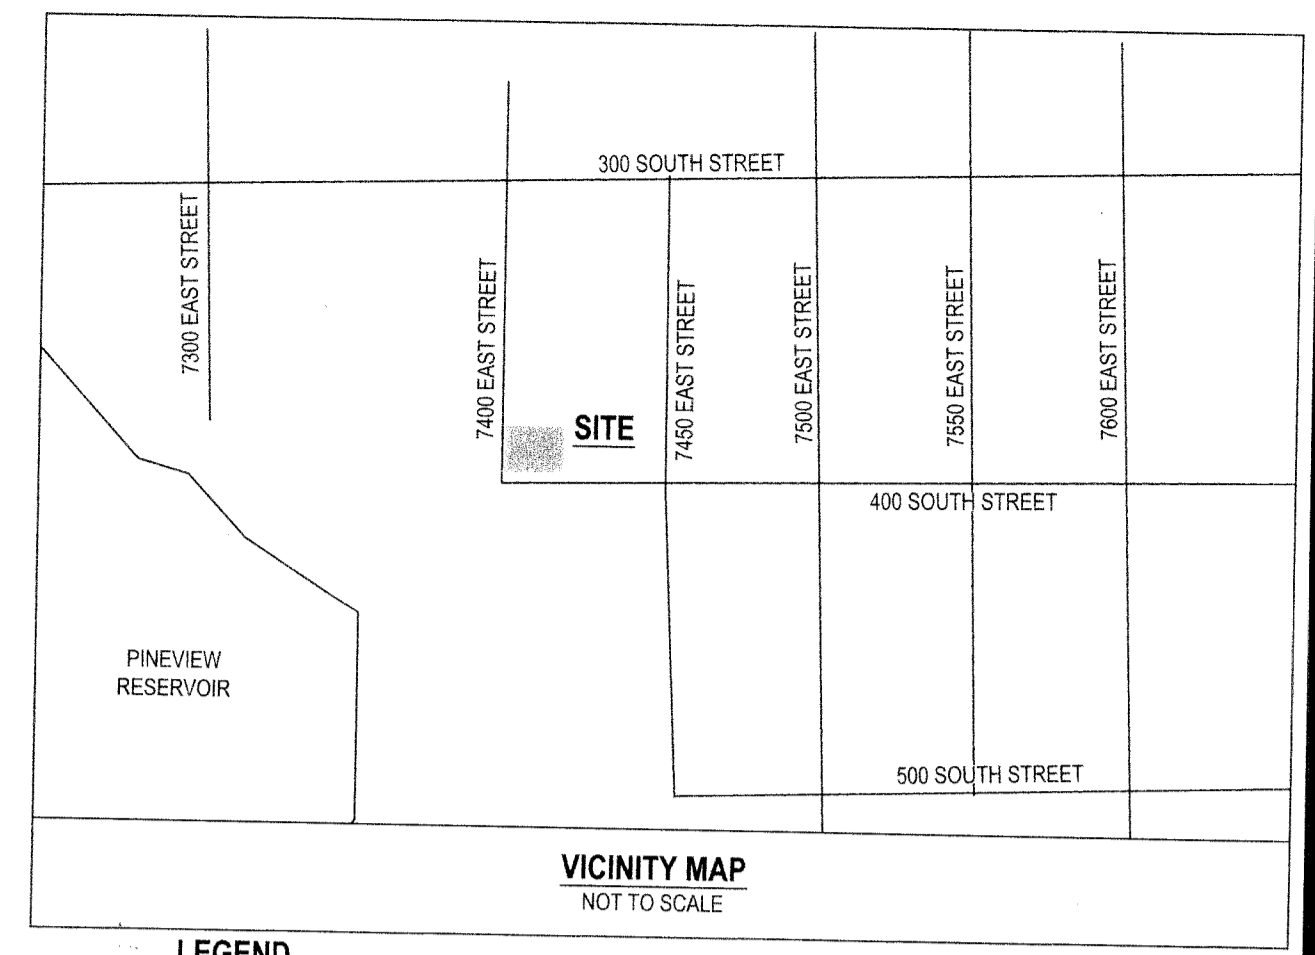 300 SOUTH STREET
7300 EAST STREET
7400 EAST STREET
7450 EAST STREET
7500 EAST STREET
7550 EAST STREET
7600 EAST STREET
SITE
400 SOUTH STREET
PINEVIEW
RESERVOIR
500 SOUTH STREET
VICINITY MAP
NOT TO SCALE
LEGEND